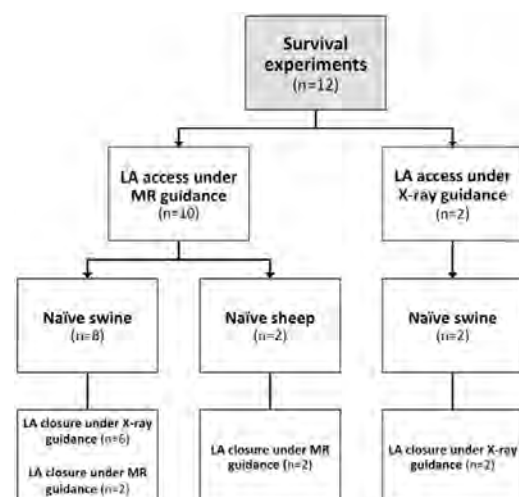 Survival
experiments
(n=12)
LA access under
MR guidance
(n=10)
LA access under
X-ray guidance
(n=2)
Naïve swine
(n=8)
Naïve sheep
(n=2)
Naïve swine
(n=2)
LA closure under X-ray
guidance (n=6)
LA closure under MR
guidance (n=2)
LA closure under MR
guidance (n=2)
LA closure under X-ray
guidance (n=2)